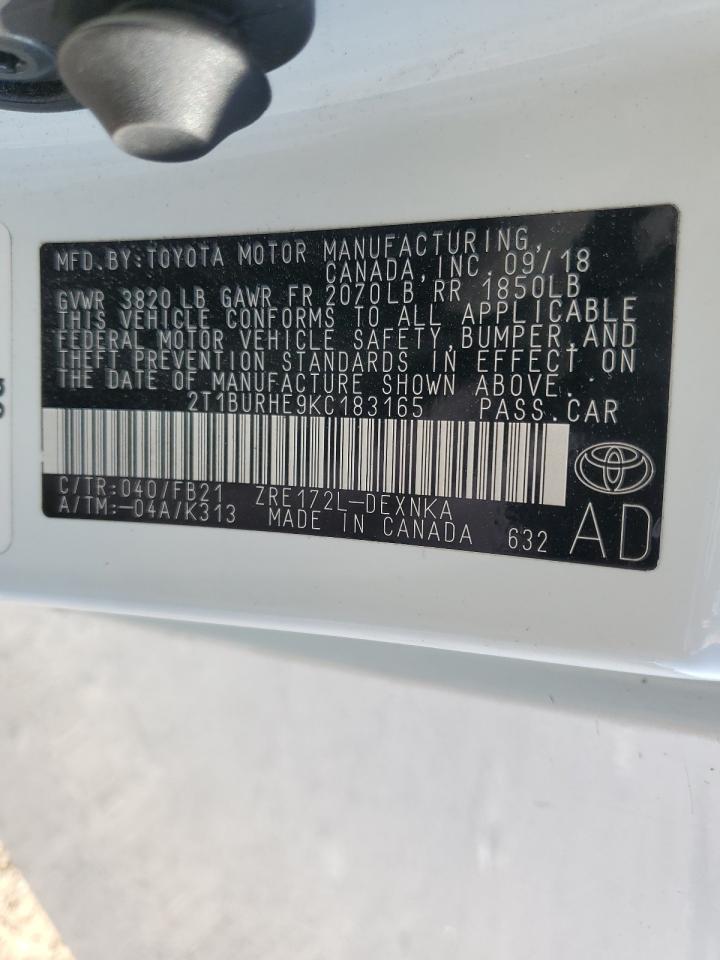 MFD. BY: TOYOTA MOTOR MANUFACTURING,
CANADA, INC. 09/18
GVWR 3820 LB GAWR FR 2070LB RR 1850LB
THIS VEHICLE CONFORMS TO ALL APPLICABLE
FEDERAL MOTOR VEHICLE SAFETY, BUMPER, AND
THEFT PREVENTION STANDARDS IN EFFECT ON
THE DATE OF MANUFACTURE SHOWN ABOVE.
2T1BURHE9KC183165 PASS. CAR
C/TR: 040/FB21 ZRE172L-DEXNKA
A/TM: -04A/K313 MADE IN CANADA 632
AD